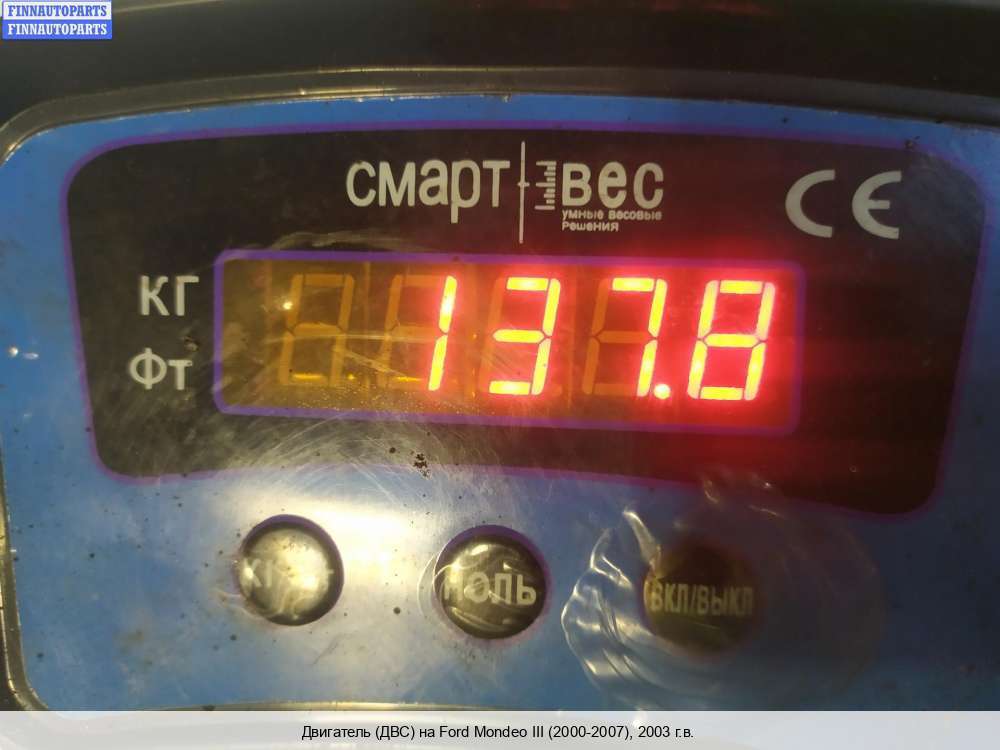 FINNAUTOPARTS
FINNAUTOPARTS
смарт вес
умные весовые
решения
CE
КГ
Фт
137.8
НОЛЬ
ВКЛ/ВЫКЛ
Двигатель (ДВС) на Ford Mondeo III (2000-2007), 2003 г.в.